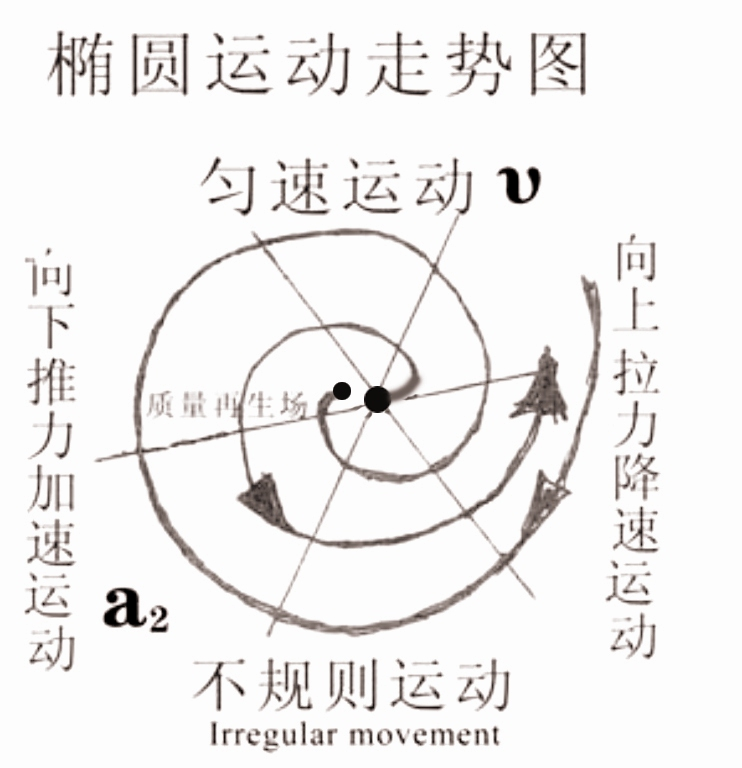 椭圆运动走势图
匀速运动 υ
向下推力加速运动
a₂
质量再生场
向上拉力降速运动
不规则运动
Irregular movement